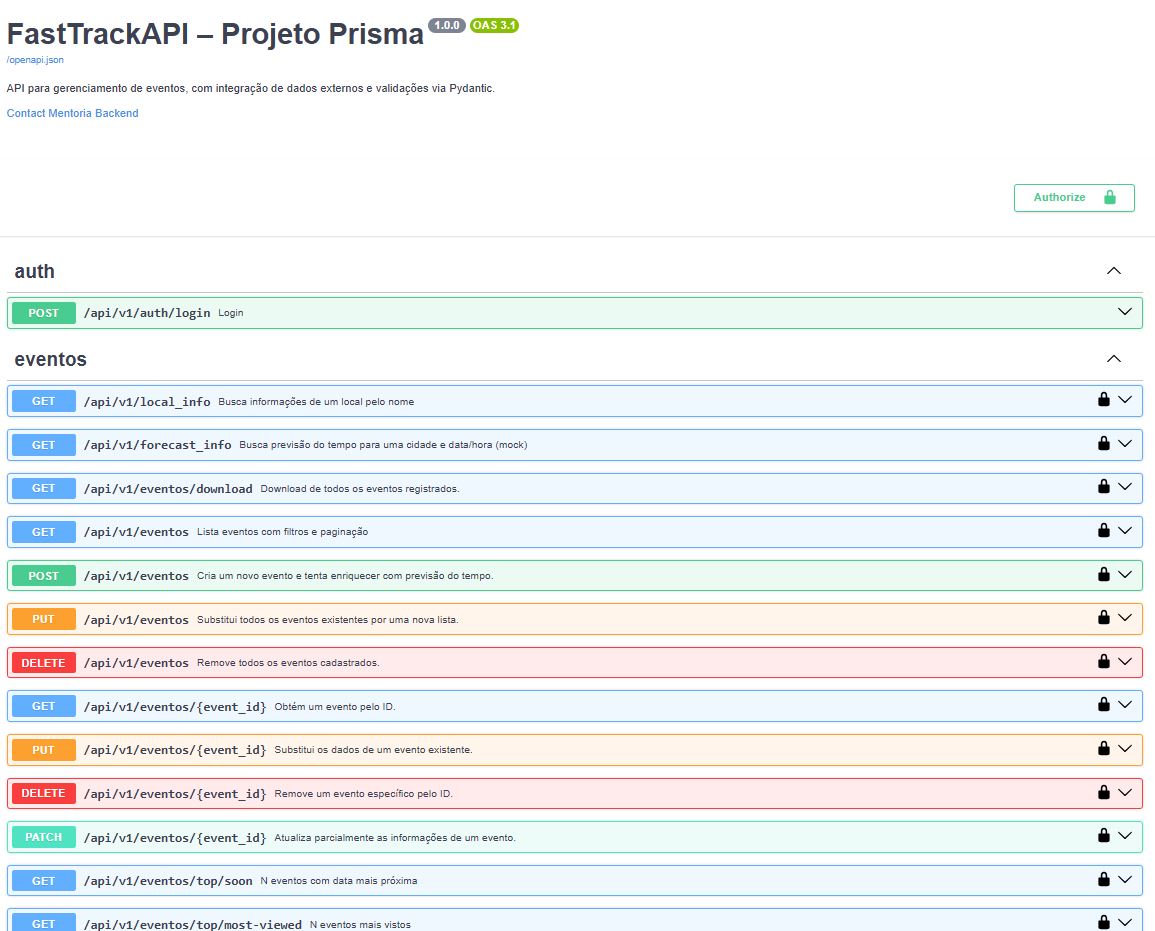 FastTrackAPI – Projeto Prisma 1.0.0 OAS 3.1
/openapi.json
API para gerenciamento de eventos, com integração de dados externos e validações via Pydantic.
Contact Mentoria Backend
Authorize
auth
POST /api/v1/auth/login Login
eventos
GET /api/v1/local_info Busca informações de um local pelo nome
GET /api/v1/forecast_info Busca previsão do tempo para uma cidade e data/hora (mock)
GET /api/v1/eventos/download Download de todos os eventos registrados.
GET /api/v1/eventos Lista eventos com filtros e paginação
POST /api/v1/eventos Cria um novo evento e tenta enriquecer com previsão do tempo.
PUT /api/v1/eventos Substitui todos os eventos existentes por uma nova lista.
DELETE /api/v1/eventos Remove todos os eventos cadastrados.
GET /api/v1/eventos/{event_id} Obtém um evento pelo ID.
PUT /api/v1/eventos/{event_id} Substitui os dados de um evento existente.
DELETE /api/v1/eventos/{event_id} Remove um evento específico pelo ID.
PATCH /api/v1/eventos/{event_id} Atualiza parcialmente as informações de um evento.
GET /api/v1/eventos/top/soon N eventos com data mais próxima
GET /api/v1/eventos/top/most-viewed N eventos mais vistos